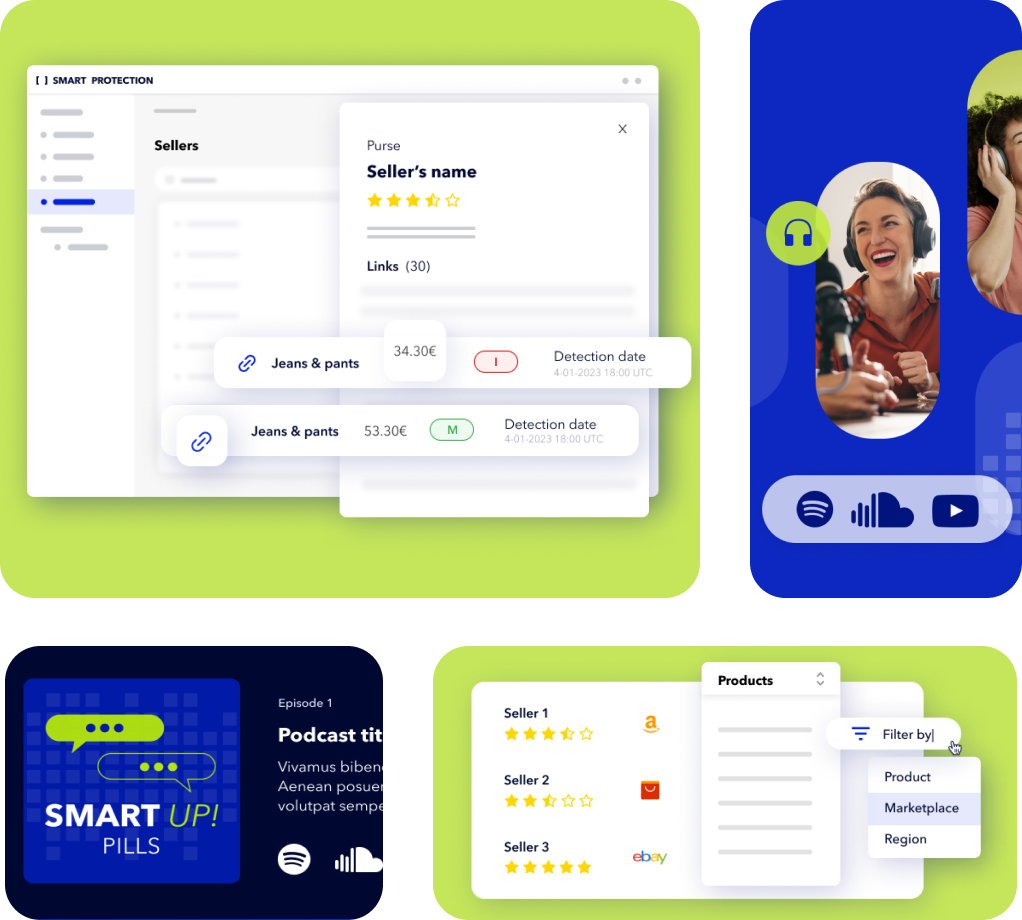 [ ] SMART PROTECTION
Sellers
X
Purse
Seller's name
Links (30)
Jeans & pants
34.30€
I
Detection date
4-01-2023 18:00 UTC
Jeans & pants
53.30€
M
Detection date
4-01-2023 18:00 UTC
SMART UP!
PILLS
Episode 1
Podcast tit
Vivamus biben
Aenean posuer
volutpat sempe
Seller 1
a
Seller 2
Seller 3
ebay
Products
Filter by|
Product
Marketplace
Region